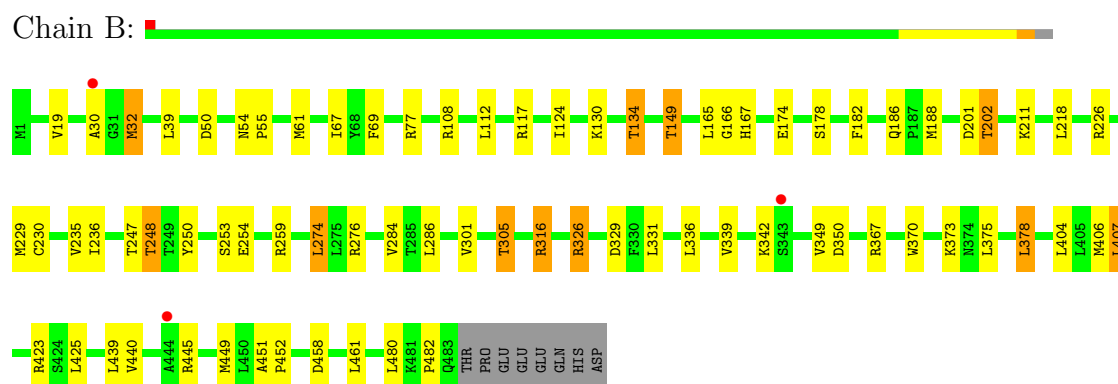 Chain B:
M1 V19 A30 G31 M32 L39 D50 N54 P55 M61 I67 Y68 F69 R77 R108 L112 R117 I124 K130 T134 T149 L165 G166 H167 E174 S178 F182 Q186 P187 M188 D201 T202 K211 L218 R226
M229 C230 V235 I236 T247 T248 T249 Y250 S253 E254 R259 L274 L275 R276 V284 T285 L286 V301 T305 R316 R326 D329 F330 L331 L336 V339 K342 S343 V349 D350 R367 W370 K373 N374 L375 L378 L404 L405 M406 L407
R423 S424 L425 L439 V440 A444 R445 M449 L450 A451 P452 D458 L461 L480 K481 P482 Q483 THR PRO GLU GLU GLU GLN HIS ASP